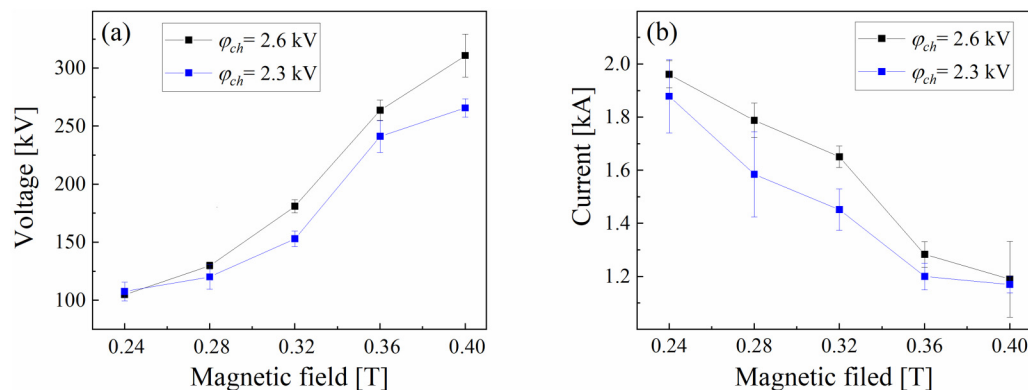 (a)
φch= 2.6 kV
φch= 2.3 kV
Voltage [kV]
300
250
200
150
100
0.24 0.28 0.32 0.36 0.40
Magnetic field [T]
(b)
φch= 2.6 kV
φch= 2.3 kV
Current [kA]
2.0
1.8
1.6
1.4
1.2
0.24 0.28 0.32 0.36 0.40
Magnetic filed [T]